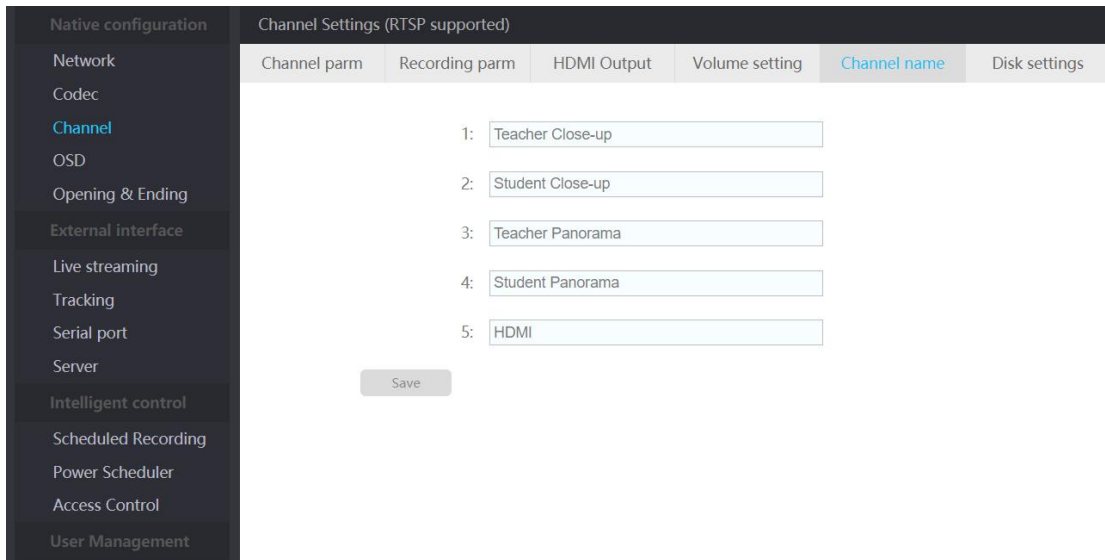 Native configuration
Network
Codec
Channel
OSD
Opening & Ending
External interface
Live streaming
Tracking
Serial port
Server
Intelligent control
Scheduled Recording
Power Scheduler
Access Control
User Management
Channel Settings (RTSP supported)
Channel parm Recording parm HDMI Output Volume setting Channel name Disk settings
1: Teacher Close-up
2: Student Close-up
3: Teacher Panorama
4: Student Panorama
5: HDMI
Save